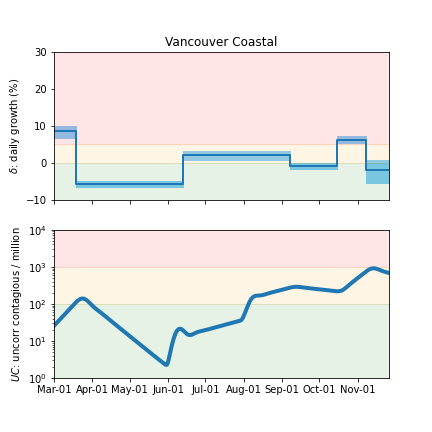 Vancouver Coastal
δ: daily growth (%)
30
20
10
0
−10
UC: uncorr contagious / million
10⁴
10³
10²
10¹
10⁰
Mar-01 Apr-01 May-01 Jun-01 Jul-01 Aug-01 Sep-01 Oct-01 Nov-01